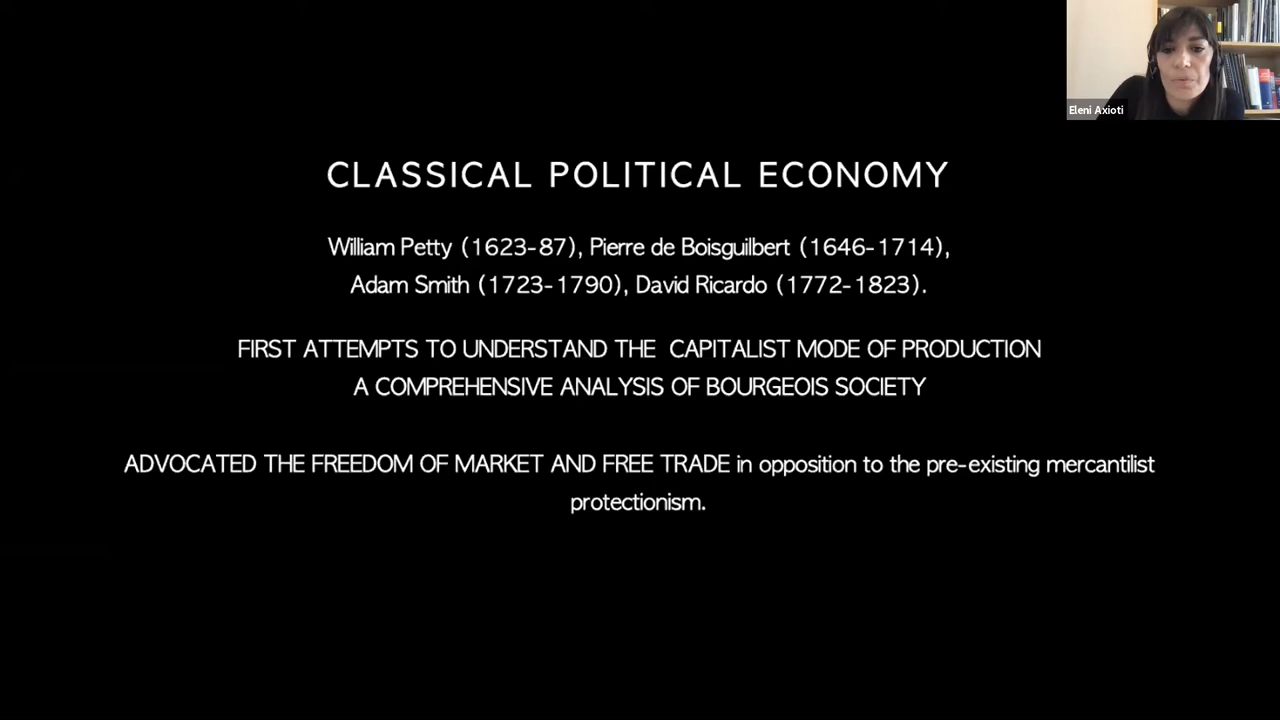 Eleni Axioti
CLASSICAL POLITICAL ECONOMY
William Petty (1623-87), Pierre de Boisguilbert (1646-1714),
Adam Smith (1723-1790), David Ricardo (1772-1823).
FIRST ATTEMPTS TO UNDERSTAND THE CAPITALIST MODE OF PRODUCTION
A COMPREHENSIVE ANALYSIS OF BOURGEOIS SOCIETY
ADVOCATED THE FREEDOM OF MARKET AND FREE TRADE in opposition to the pre-existing mercantilist
protectionism.